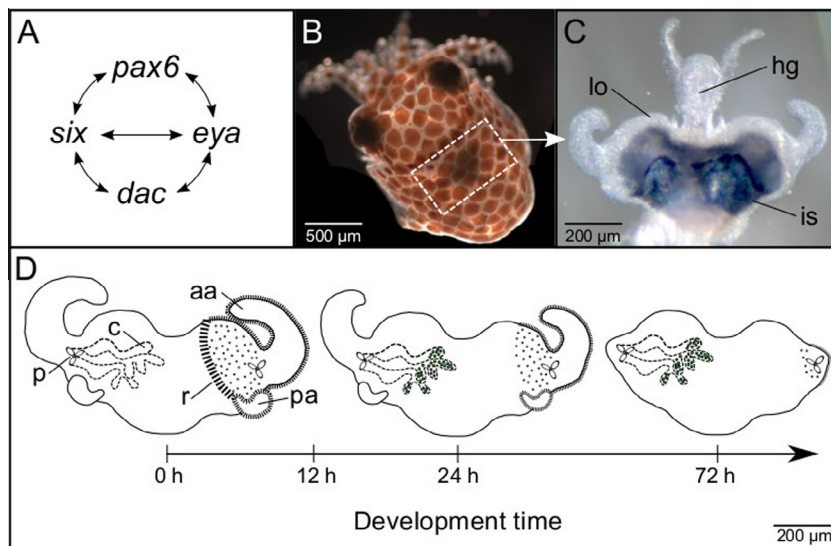 A
pax6
six
eya
dac
B
500 µm
C
lo
hg
is
200 µm
D
aa
c
p
r
pa
0 h
12 h
24 h
72 h
Development time
200 µm